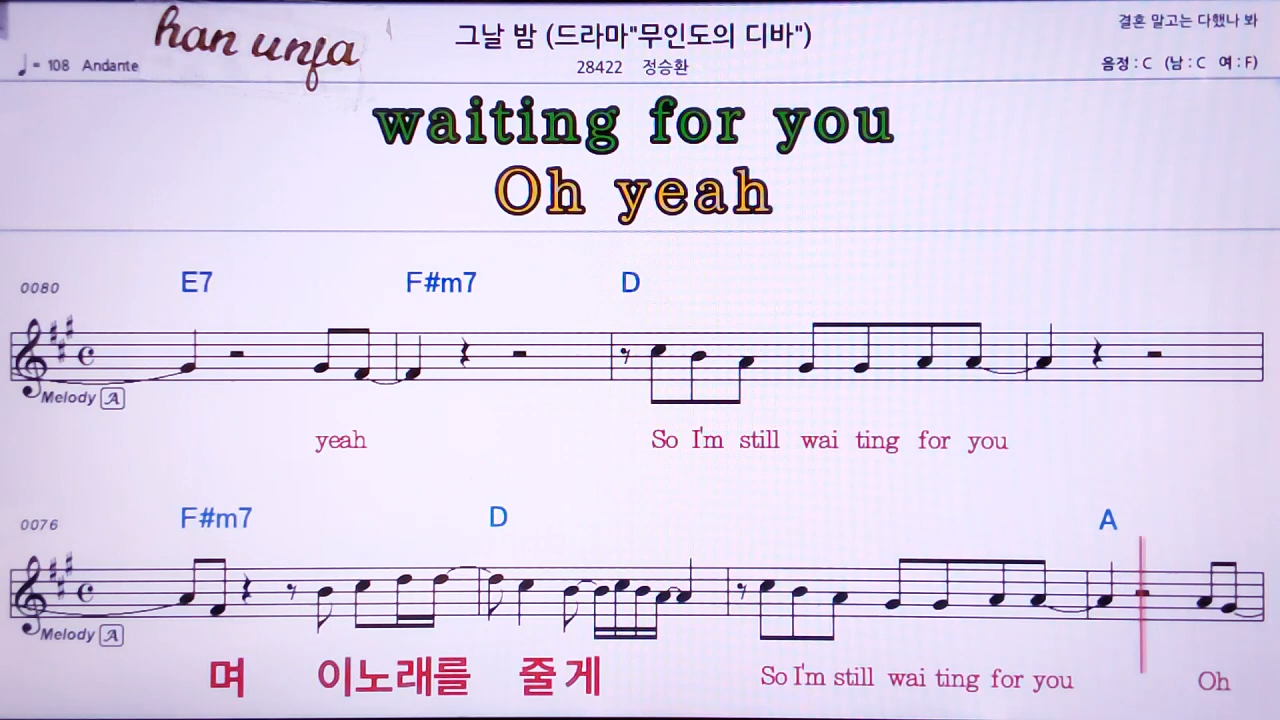 han unfa
그날 밤 (드라마"무인도의 디바")
결혼 말고는 다했나 봐
♩= 108 Andante
28422 정승환
음정 : C (남 : C 여 : F)
waiting for you
Oh yeah
0080 E7 F#m7 D
c
Melody A
yeah So I'm still wai ting for you
0076 F#m7 D A
c
Melody A
며 이노래를 줄게 So I'm still wai ting for you Oh